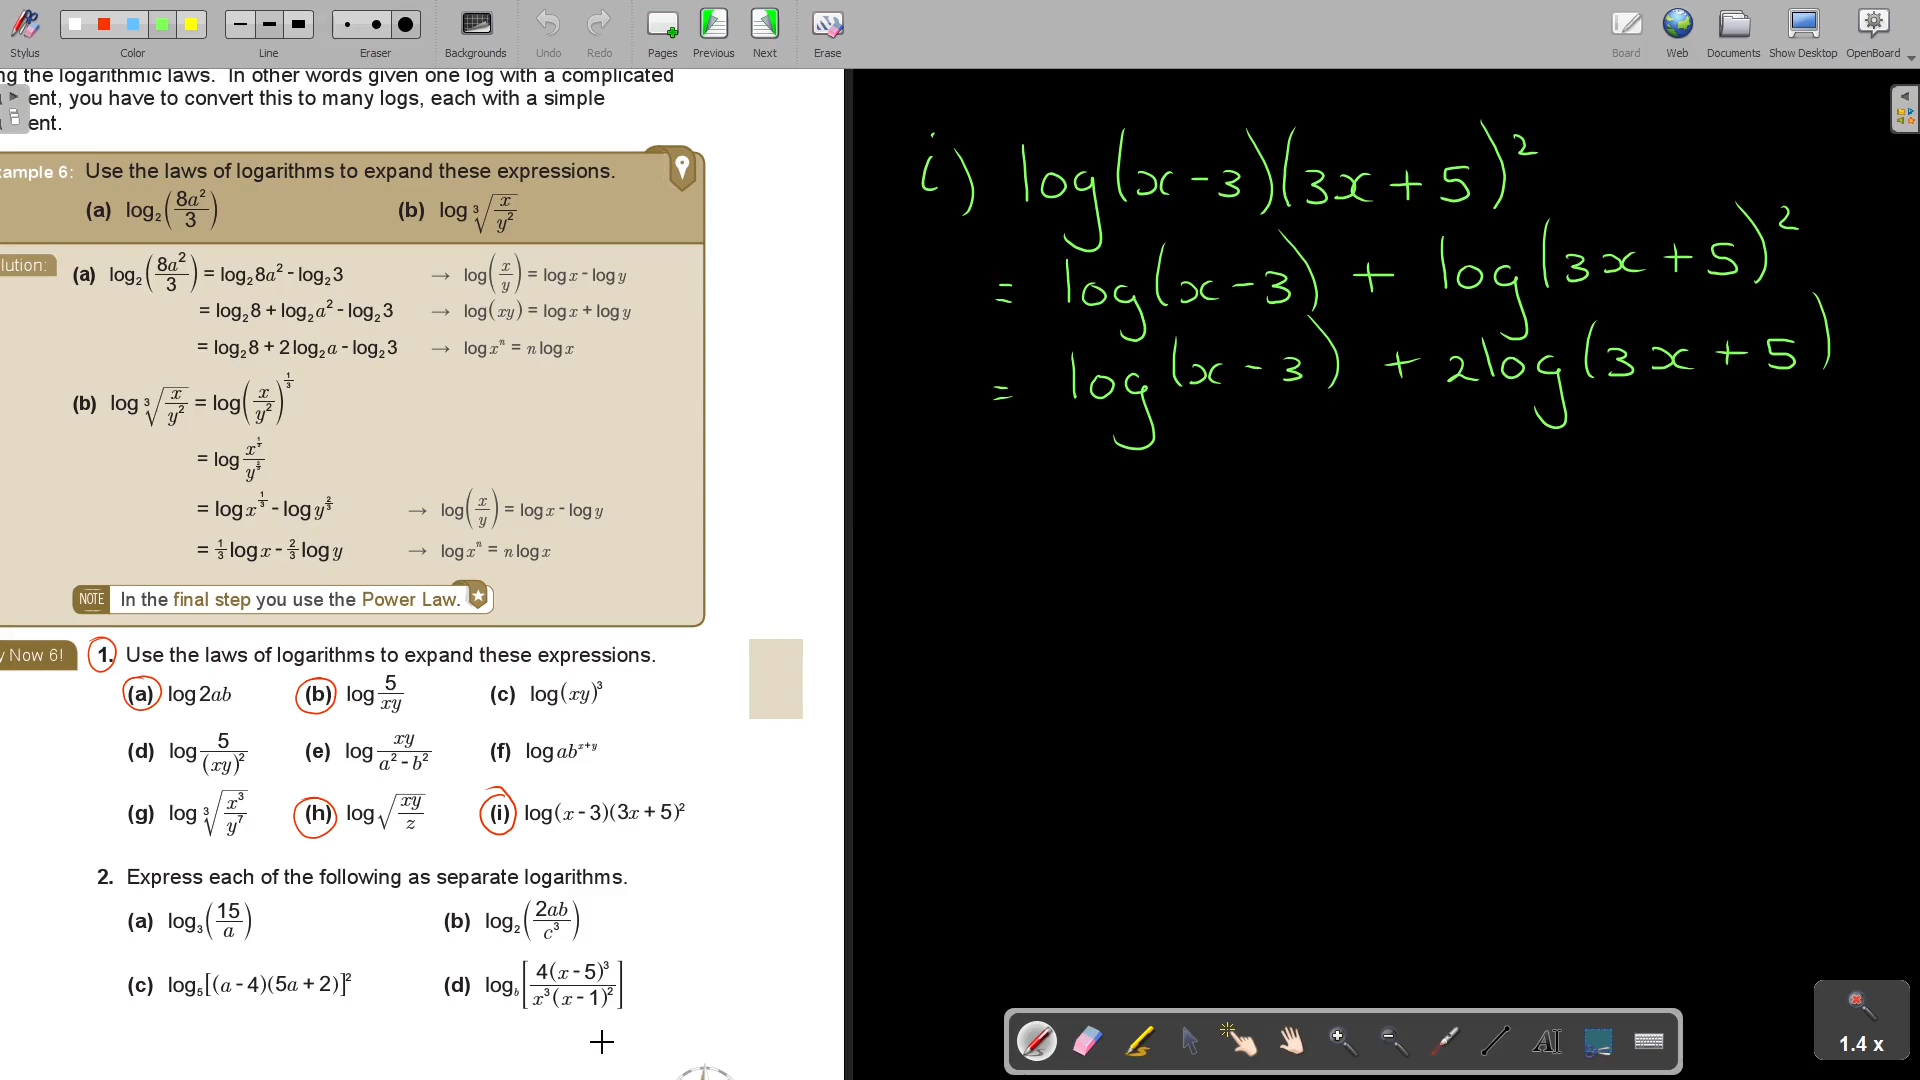 Stylus Color Line Eraser Backgrounds Undo Redo Pages Previous Next Erase Board Web Documents Show Desktop OpenBoard
ng the logarithmic laws. In other words given one log with a complicated
ent, you have to convert this to many logs, each with a simple
ent.
ample 6: Use the laws of logarithms to expand these expressions.
(a) log₂(8a²/3) (b) log ∛(x/y²)
lution:
(a) log₂(8a²/3) = log₂8a² - log₂3 → log(x/y) = log x - log y
= log₂8 + log₂a² - log₂3 → log(xy) = log x + log y
= log₂8 + 2log₂a - log₂3 → log xⁿ = n log x
(b) log ∛(x/y²) = log(x/y²)^(1/3)
= log x^(1/3)/y^(2/3)
= log x^(1/3) - log y^(2/3) → log(x/y) = log x - log y
= 1/3 log x - 2/3 log y → log xⁿ = n log x
NOTE In the final step you use the Power Law.
y Now 6! 1. Use the laws of logarithms to expand these expressions.
(a) log 2ab (b) log 5/xy (c) log(xy)³
(d) log 5/(xy)² (e) log xy/(a² - b²) (f) log ab^(x+y)
(g) log ∛(x³/y⁷) (h) log √(xy/z) (i) log(x - 3)(3x + 5)²
2. Express each of the following as separate logarithms.
(a) log₃(15/a) (b) log₂(2ab/c³)
(c) log₅[(a - 4)(5a + 2)]² (d) log_b[4(x - 5)³/x³(x - 1)²]
i) log(x-3)(3x+5)²
= log(x-3) + log(3x+5)²
= log(x-3) + 2log(3x+5)
AI
1.4 x